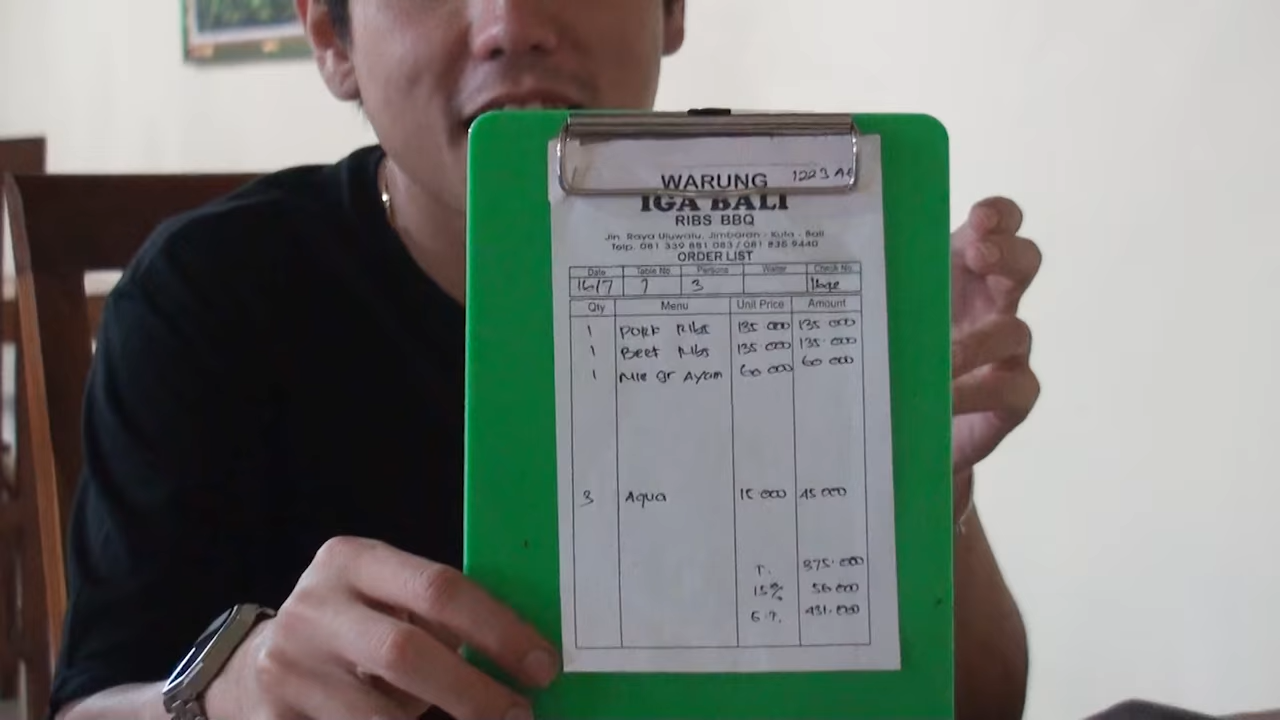 1223 A
WARUNG
IGA BALI
RIBS BBQ
Jln. Raya Uluwatu, Jimbaran - Kuta - Bali
Telp. 081 339 881 083 / 081 835 9440
ORDER LIST
Date Table No. Persons Waiter Check No.
16/7 7 3
Qty Menu Unit Price Amount
1 Pork Ribs 135 000 135 000
1 Beef Ribs 135.000 135.000
1 Mie gr Ayam 60 000 60 000
3 Aqua 15 000 45 000
T. 375.000
15% 56 000
G.T. 431.000